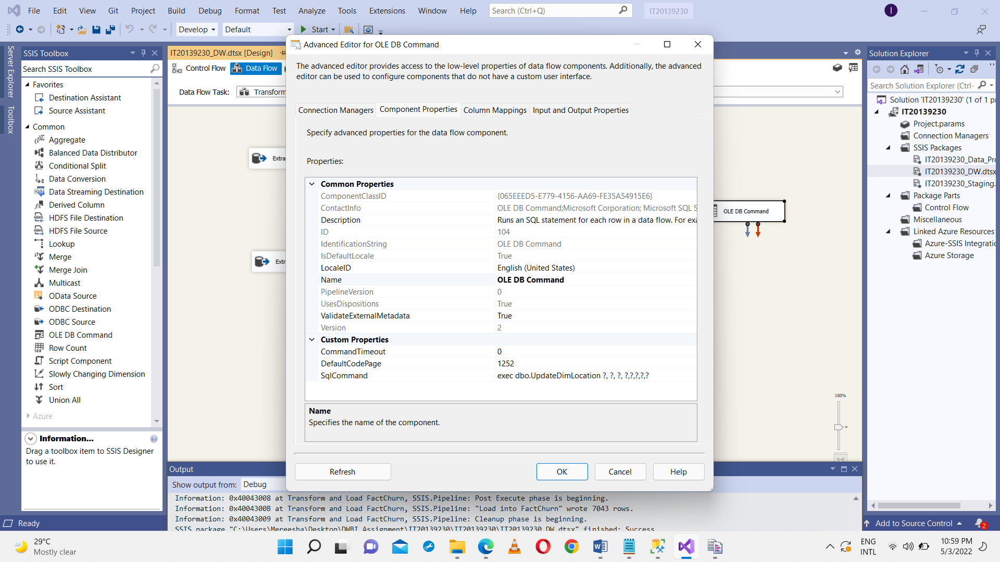 File Edit View Git Project Build Debug Format Test Analyze Tools Extensions Window Help Search (Ctrl+Q) IT20139230 I
Develop Default Start
Server Explorer
Toolbox
SSIS Toolbox
Search SSIS Toolbox
Favorites
Destination Assistant
Source Assistant
Common
Aggregate
Balanced Data Distributor
Conditional Split
Data Conversion
Data Streaming Destination
Derived Column
HDFS File Destination
HDFS File Source
Lookup
Merge
Merge Join
Multicast
OData Source
ODBC Destination
ODBC Source
OLE DB Command
Row Count
Script Component
Slowly Changing Dimension
Sort
Union All
Azure
Information...
Drag a toolbox item to SSIS Designer
to use it.
IT20139230_DW.dtsx [Design]
Control Flow Data Flow
Data Flow Task: Transform
Extra
Extr
OLE DB Command
100%
Advanced Editor for OLE DB Command
The advanced editor provides access to the low-level properties of data flow components. Additionally, the advanced
editor can be used to configure components that do not have a custom user interface.
Connection Managers Component Properties Column Mappings Input and Output Properties
Specify advanced properties for the data flow component.
Properties:
Common Properties
ComponentClassID {065EEED5-E779-4156-AA69-FE35A54915E6}
ContactInfo OLE DB Command;Microsoft Corporation; Microsoft SQL S
Description Runs an SQL statement for each row in a data flow. For exa
ID 104
IdentificationString OLE DB Command
IsDefaultLocale True
LocaleID English (United States)
Name OLE DB Command
PipelineVersion 0
UsesDispositions True
ValidateExternalMetadata True
Version 2
Custom Properties
CommandTimeout 0
DefaultCodePage 1252
SqlCommand exec dbo.UpdateDimLocation ?, ?, ?, ?,?,?,?,?
Name
Specifies the name of the component.
Refresh OK Cancel Help
Solution Explorer
Search Solution Explorer (Ctrl-
Solution 'IT20139230' (1 of 1 p
IT20139230
Project.params
Connection Managers
SSIS Packages
IT20139230_Data_Pro
IT20139230_DW.dtsx
IT20139230_Staging.
Package Parts
Control Flow
Miscellaneous
Linked Azure Resources
Azure-SSIS Integratio
Azure Storage
Output
Show output from: Debug
Information: 0x40043008 at Transform and Load FactChurn, SSIS.Pipeline: Post Execute phase is beginning.
Information: 0x4004300B at Transform and Load FactChurn, SSIS.Pipeline: "Load into FactChurn" wrote 7043 rows.
Information: 0x40043009 at Transform and Load FactChurn, SSIS.Pipeline: Cleanup phase is beginning.
SSIS package "C:\Users\Mereesha\Desktop\DWBI Assignment\IT20139230\IT20139230\IT20139230_DW.dtsx" finished: Success.
Ready Add to Source Control 2
29°C
Mostly clear
ENG
INTL
10:59 PM
5/3/2022